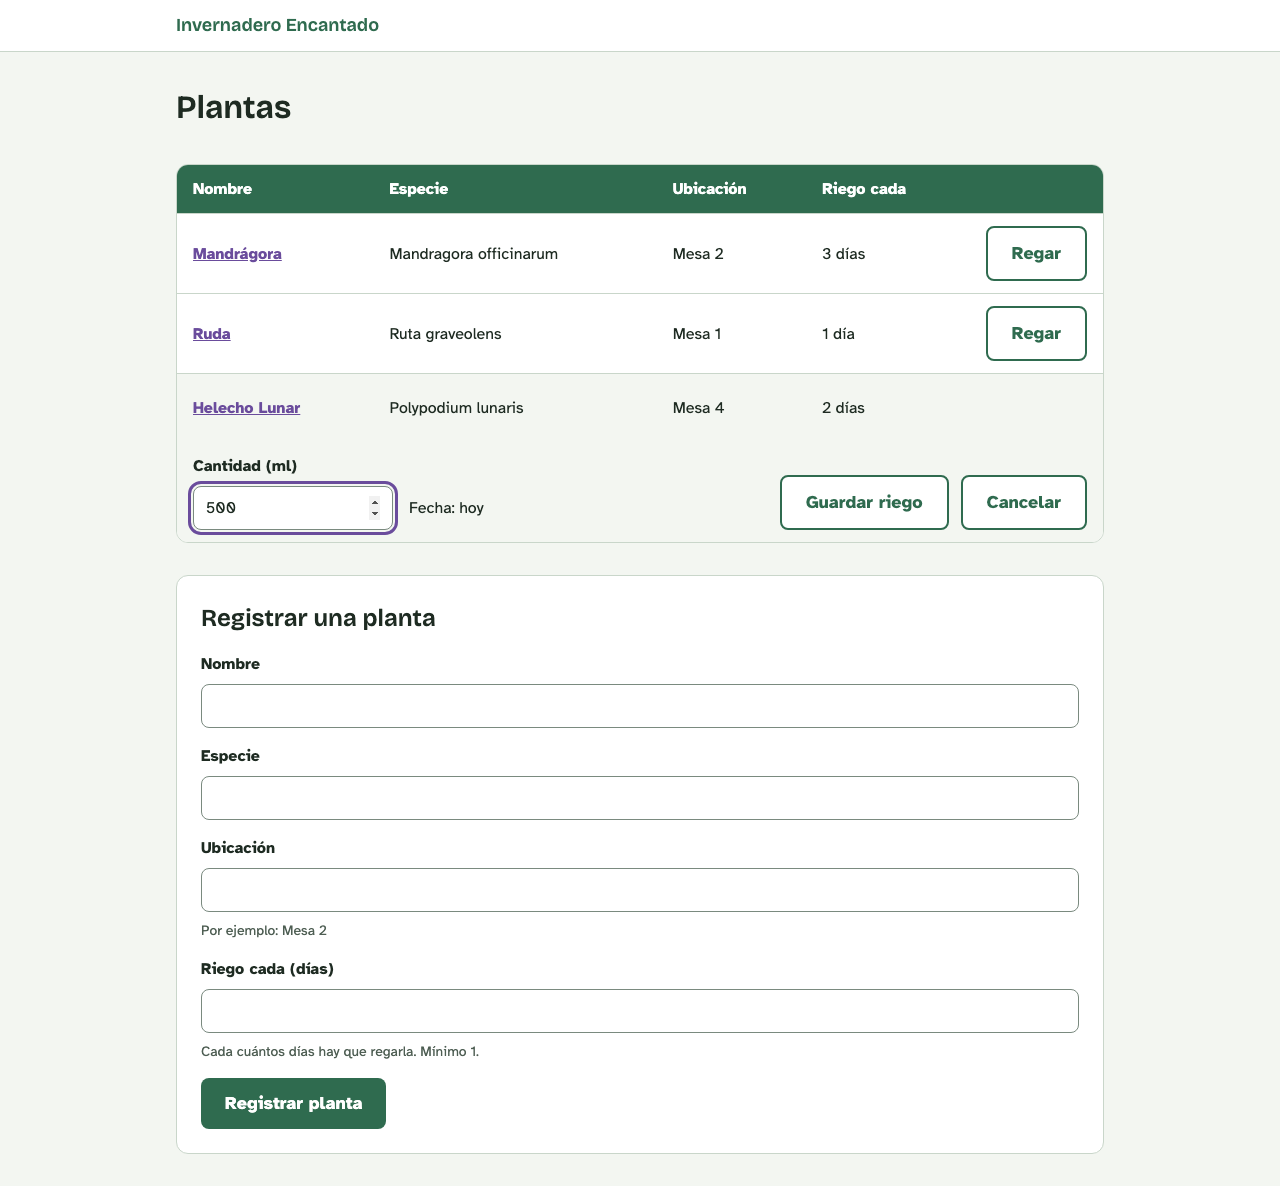 Invernadero Encantado
Plantas
Nombre Especie Ubicación Riego cada
Mandrágora Mandragora officinarum Mesa 2 3 días Regar
Ruda Ruta graveolens Mesa 1 1 día Regar
Helecho Lunar Polypodium lunaris Mesa 4 2 días
Cantidad (ml)
500 Fecha: hoy Guardar riego Cancelar
Registrar una planta
Nombre
Especie
Ubicación
Por ejemplo: Mesa 2
Riego cada (días)
Cada cuántos días hay que regarla. Mínimo 1.
Registrar planta